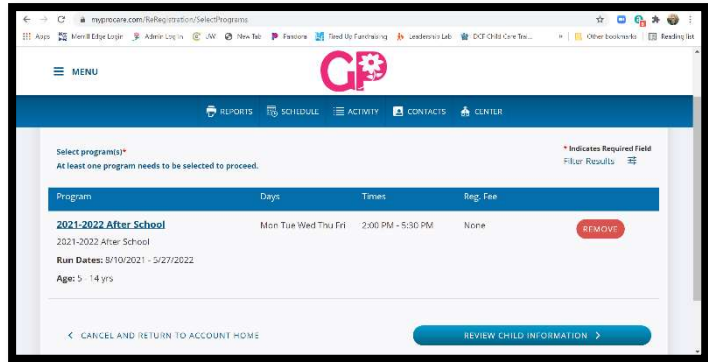 myprocare.com/ReRegistration/SelectPrograms
Apps Merrill Edge Login Admin Log In JW New Tab Pandora Fired Up Fundraising Leadership Lab DCF Child Care Trai... » Other bookmarks Reading list
MENU
GP
REPORTS SCHEDULE ACTIVITY CONTACTS CENTER
Select program(s)*
* Indicates Required Field
At least one program needs to be selected to proceed.
Filter Results
Program Days Times Reg. Fee
2021-2022 After School Mon Tue Wed Thu Fri 2:00 PM - 5:30 PM None REMOVE
2021-2022 After School
Run Dates: 8/10/2021 - 5/27/2022
Age: 5 - 14 yrs
< CANCEL AND RETURN TO ACCOUNT HOME REVIEW CHILD INFORMATION >